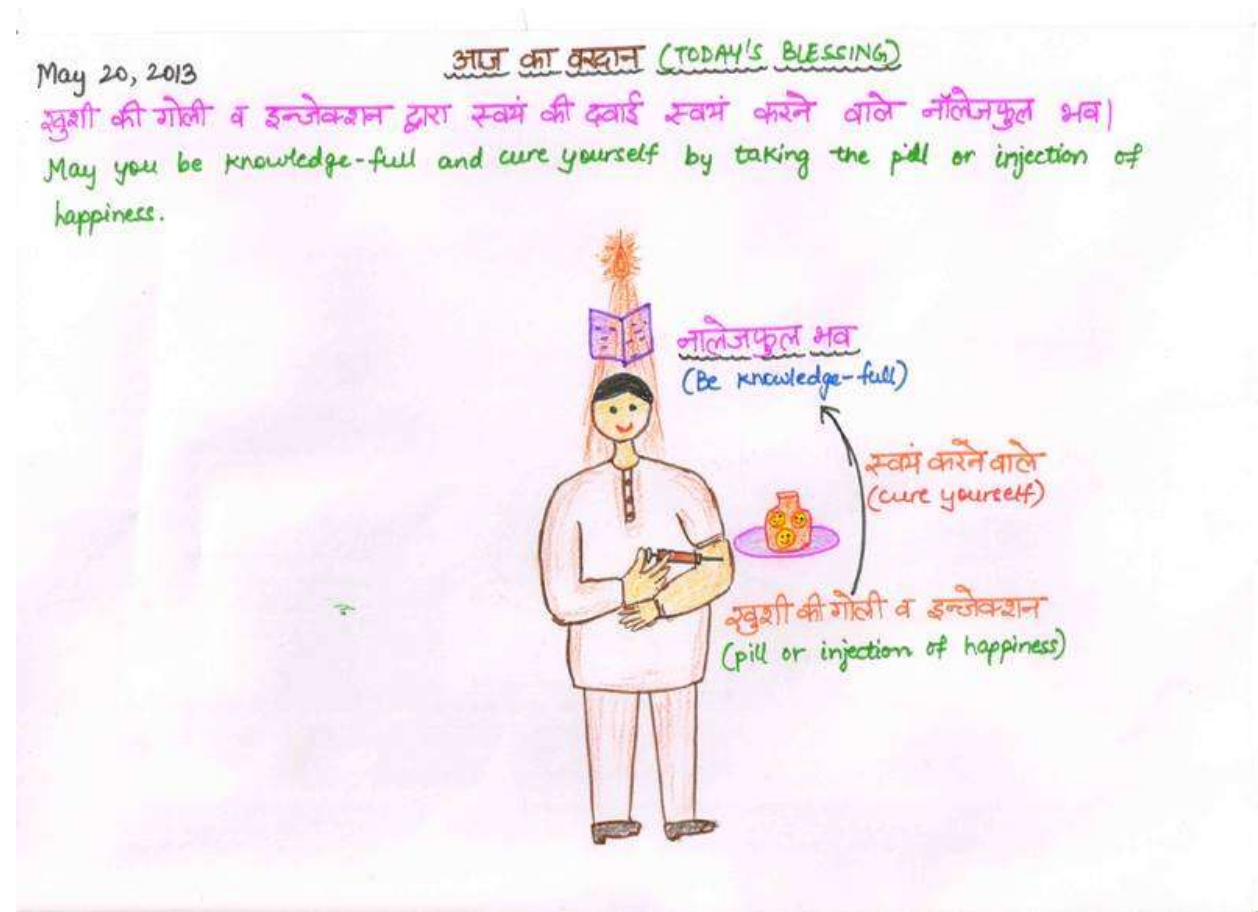 आज का वरदान (TODAY'S BLESSING)
May 20, 2013
खुशी की गोली व इन्जेक्शन द्वारा स्वयं की दवाई स्वयं करने वाले नॉलेजफुल भव|
May you be knowledge-full and cure yourself by taking the pill or injection of
happiness.
नालेजफुल भव
(Be knowledge-full)
स्वयं करने वाले
(cure yourself)
खुशी की गोली व इन्जेक्शन
(pill or injection of happiness)